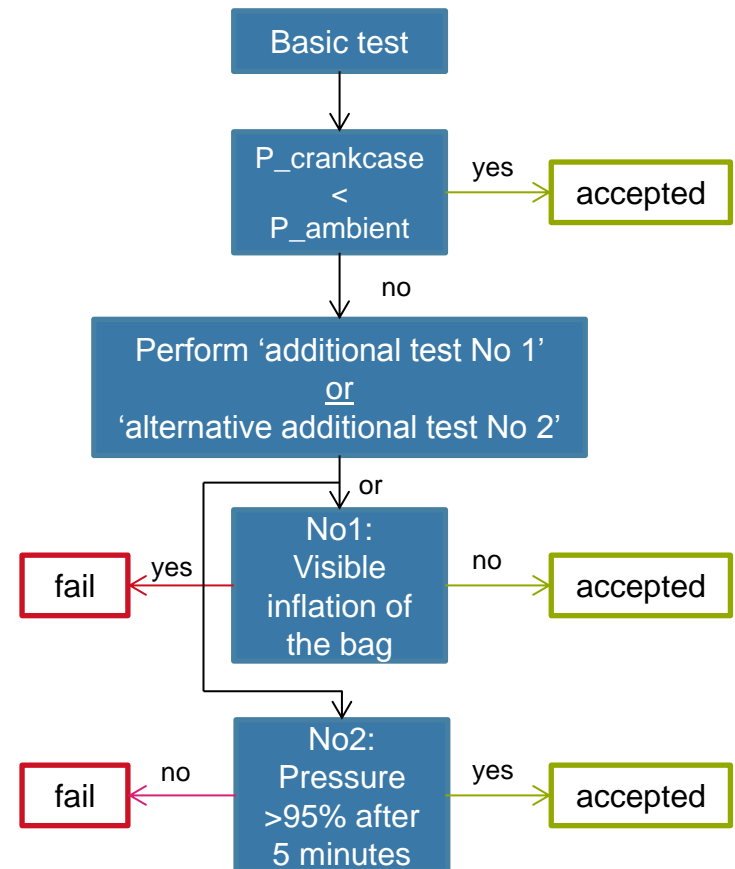 Basic test
P_crankcase
<
P_ambient
yes
accepted
no
Perform ‘additional test No 1’
or
‘alternative additional test No 2’
or
No1:
Visible
inflation of
the bag
yes
fail
no
accepted
No2:
Pressure
>95% after
5 minutes
no
fail
yes
accepted